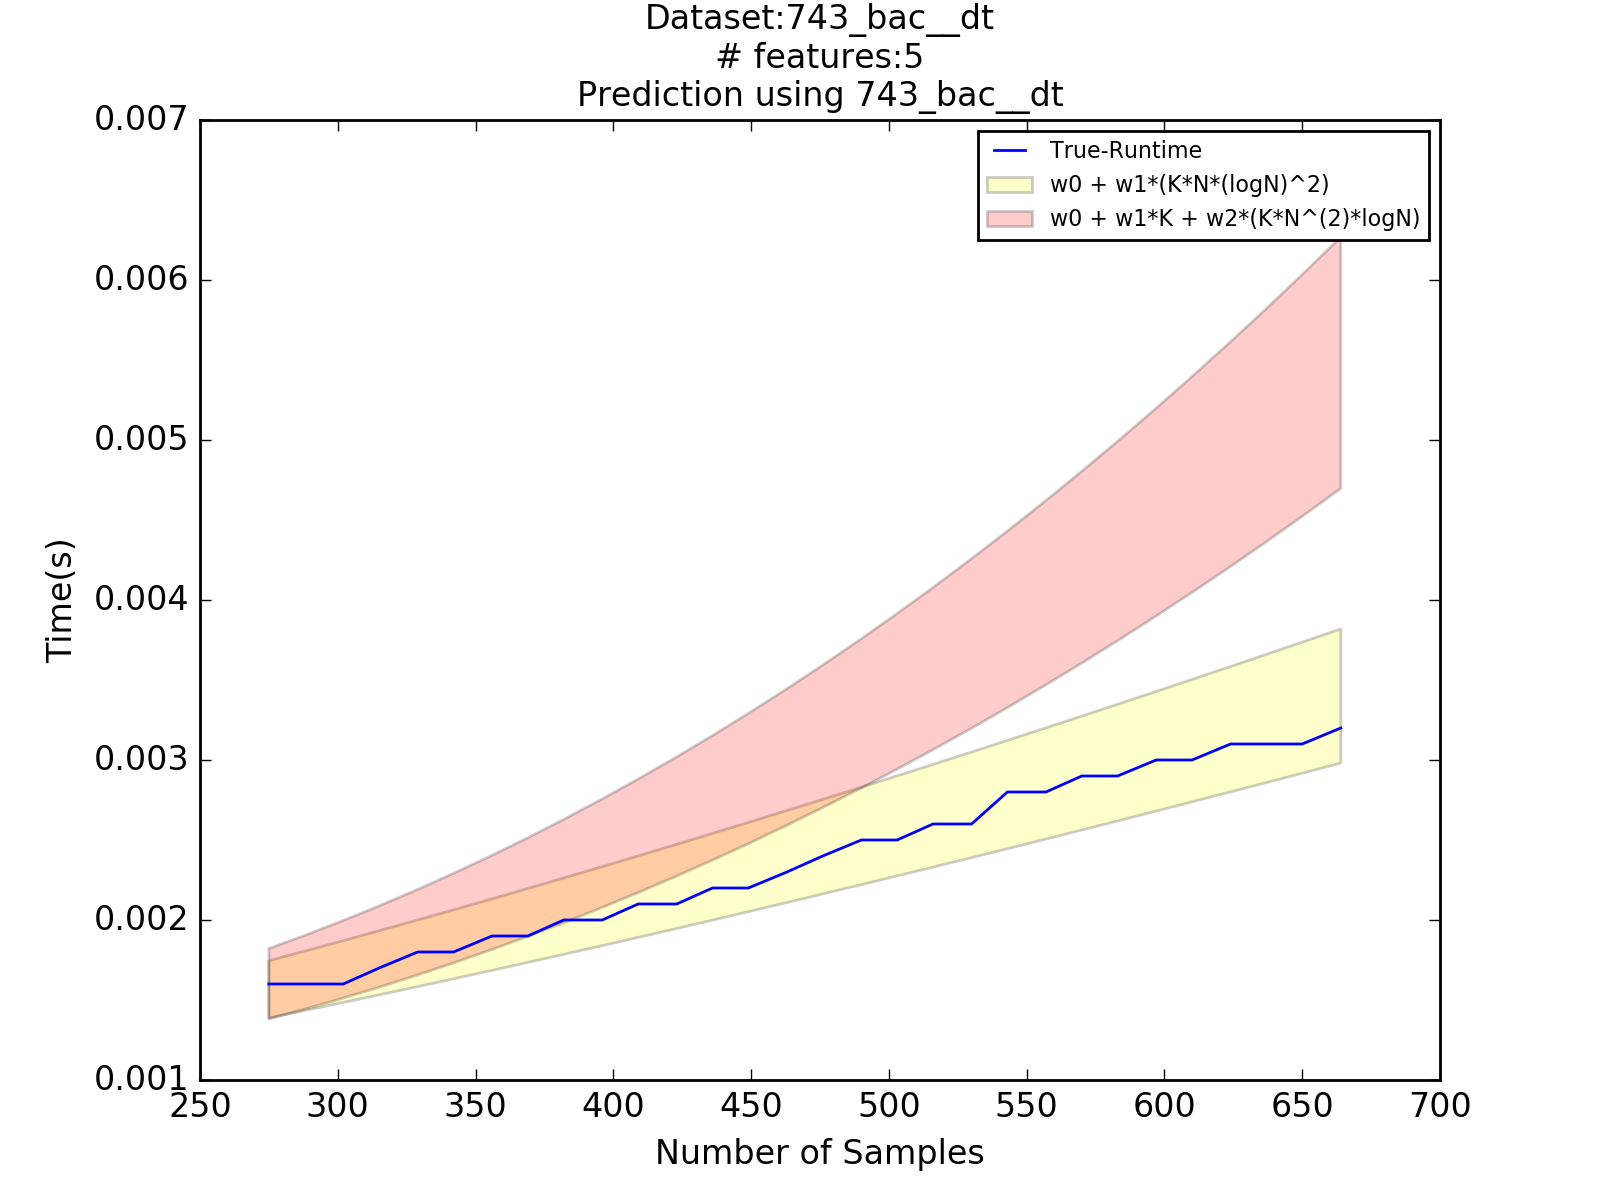 Dataset:743_bac__dt
# features:5
Prediction using 743_bac__dt
True-Runtime
w0 + w1*(K*N*(logN)^2)
w0 + w1*K + w2*(K*N^(2)*logN)
0.007
0.006
0.005
0.004
0.003
0.002
0.001
Time(s)
250 300 350 400 450 500 550 600 650 700
Number of Samples